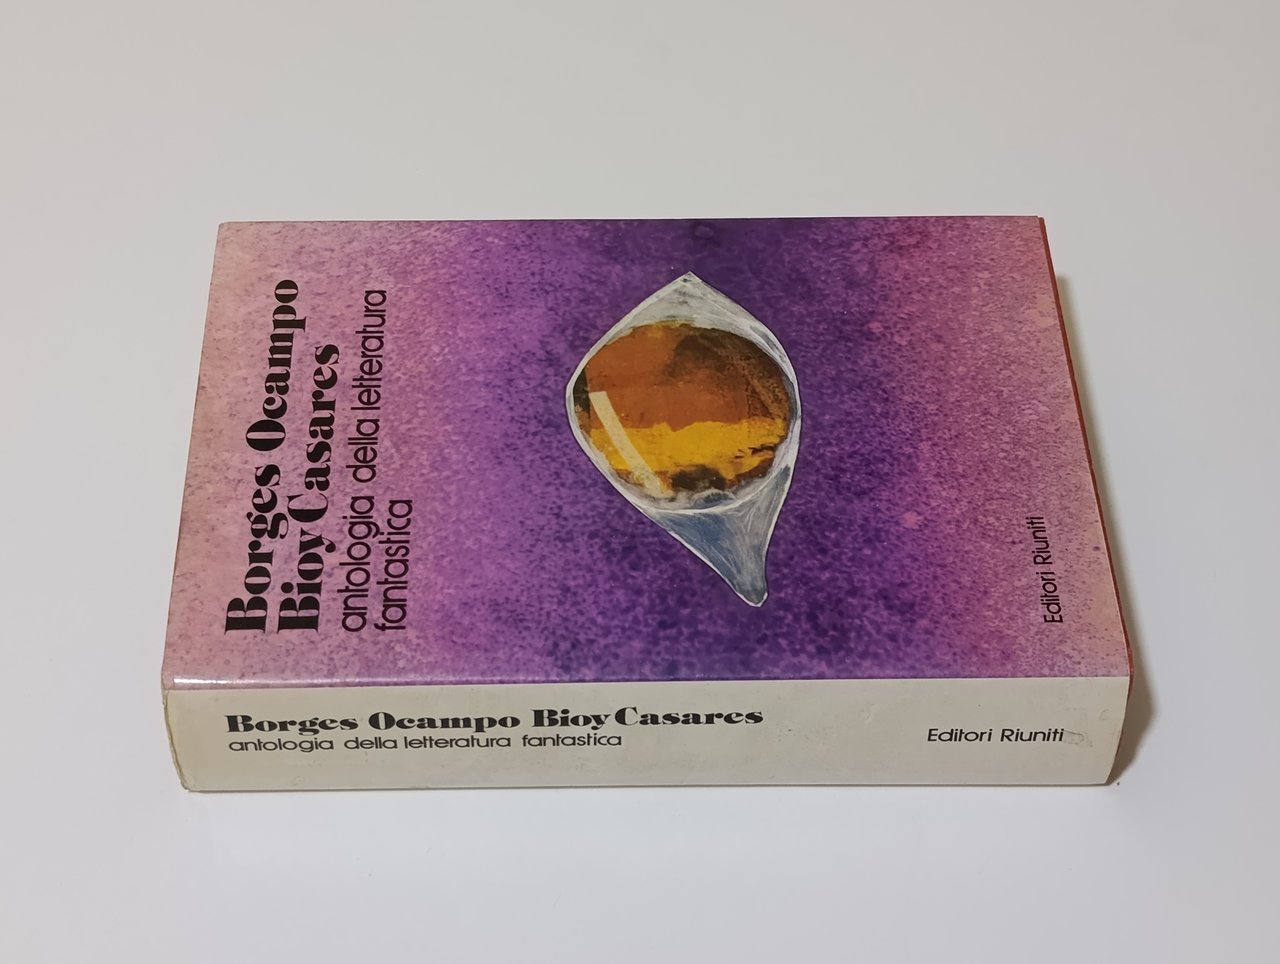 Borges Ocampo
Bioy Casares
antologia della letteratura
fantastica
Editori Riuniti
Borges Ocampo Bioy Casares
antologia della letteratura fantastica
Editori Riuniti